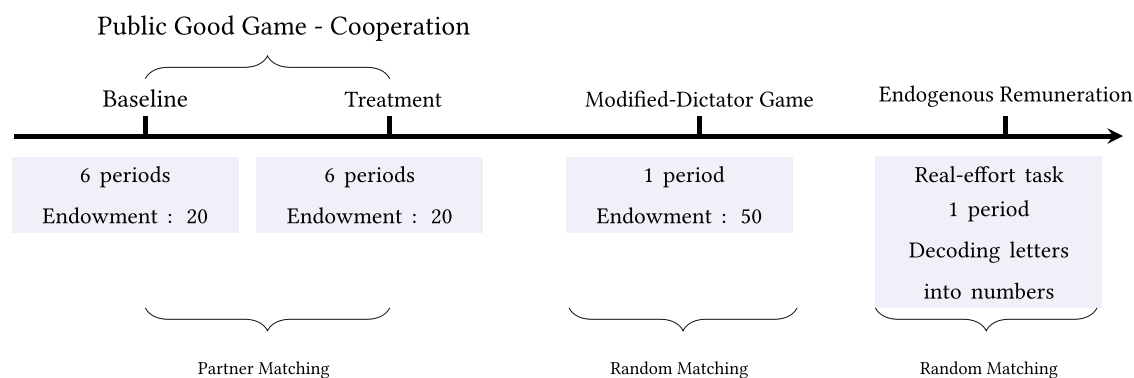 Public Good Game - Cooperation
Baseline
Treatment
Modified-Dictator Game
Endogenous Remuneration
6 periods
Endowment : 20
6 periods
Endowment : 20
1 period
Endowment : 50
Real-effort task
1 period
Decoding letters
into numbers
Partner Matching
Random Matching
Random Matching